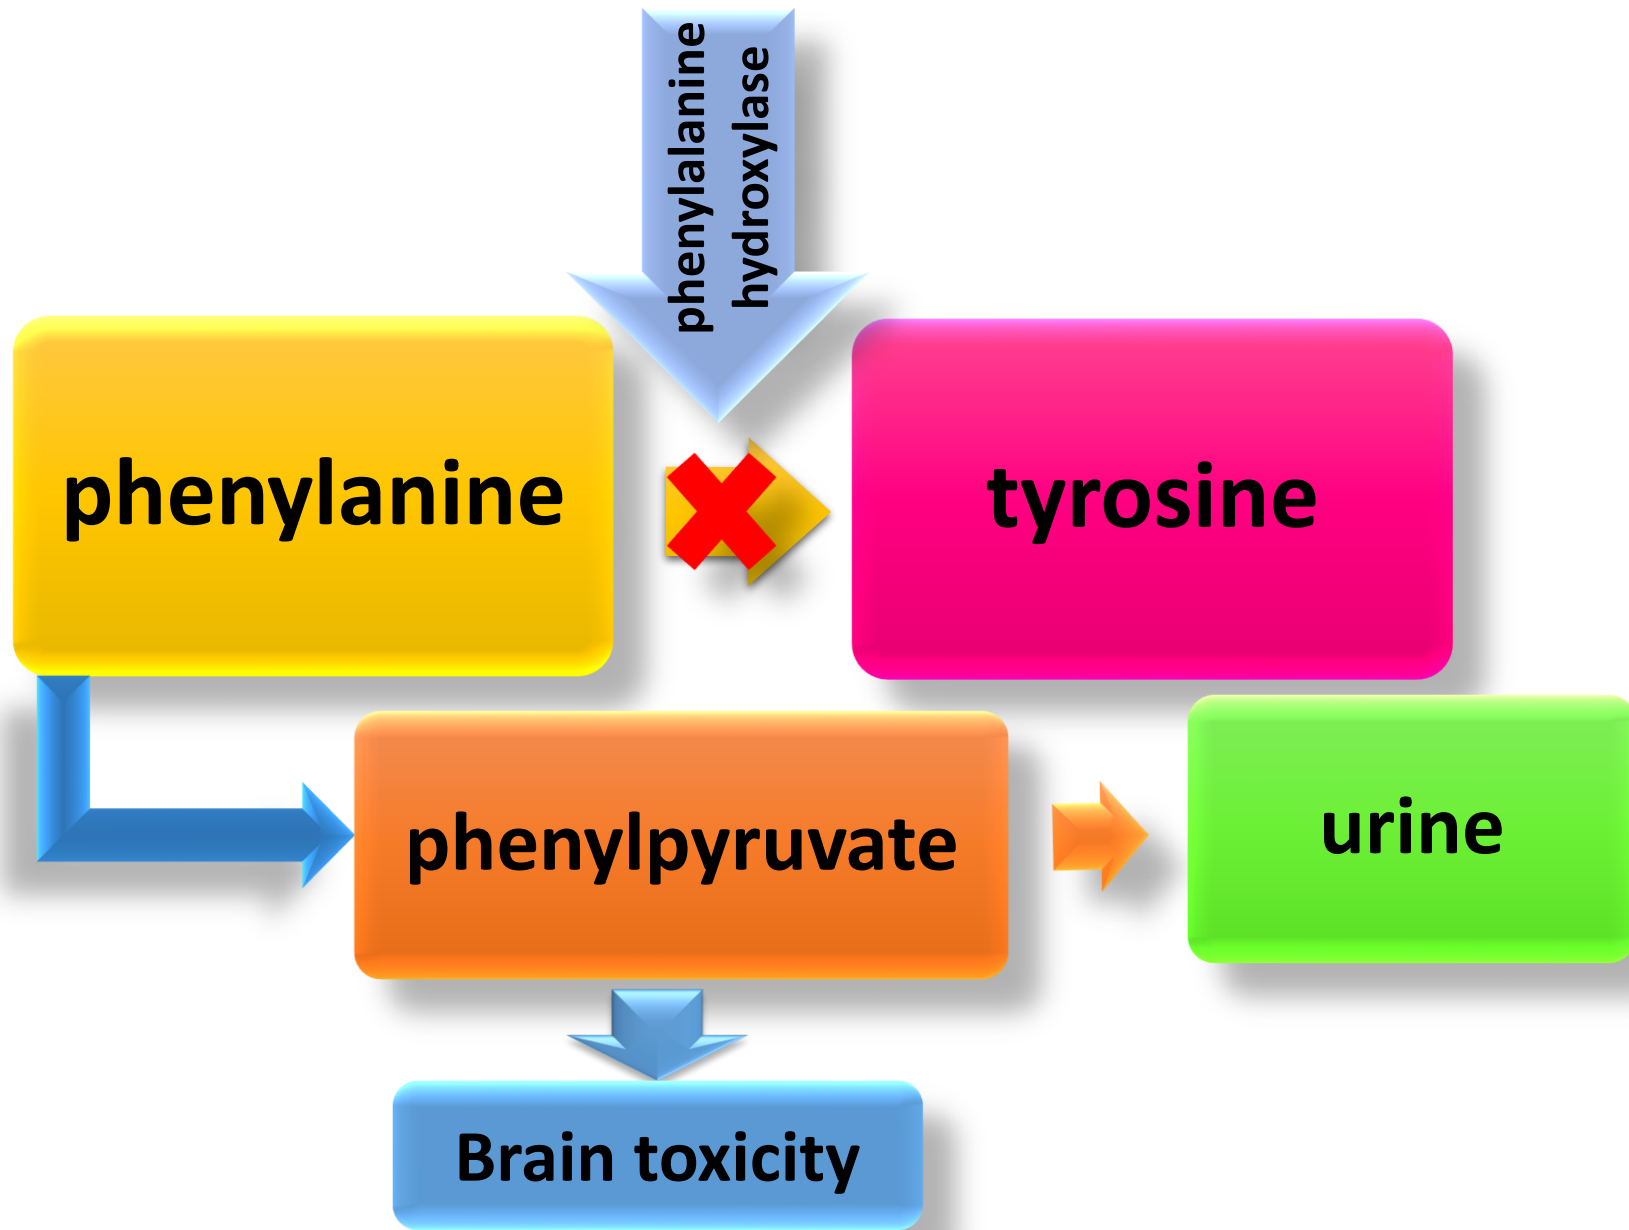 phenylalanine
hydroxylase
phenylanine
tyrosine
phenylpyruvate
urine
Brain toxicity